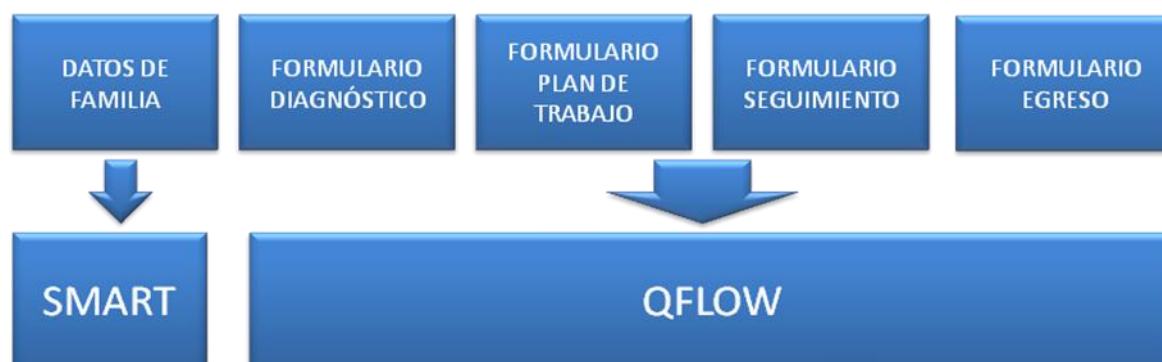 DATOS DE
FAMILIA
FORMULARIO
DIAGNÓSTICO
FORMULARIO
PLAN DE
TRABAJO
FORMULARIO
SEGUIMIENTO
FORMULARIO
EGRESO
SMART
QFLOW